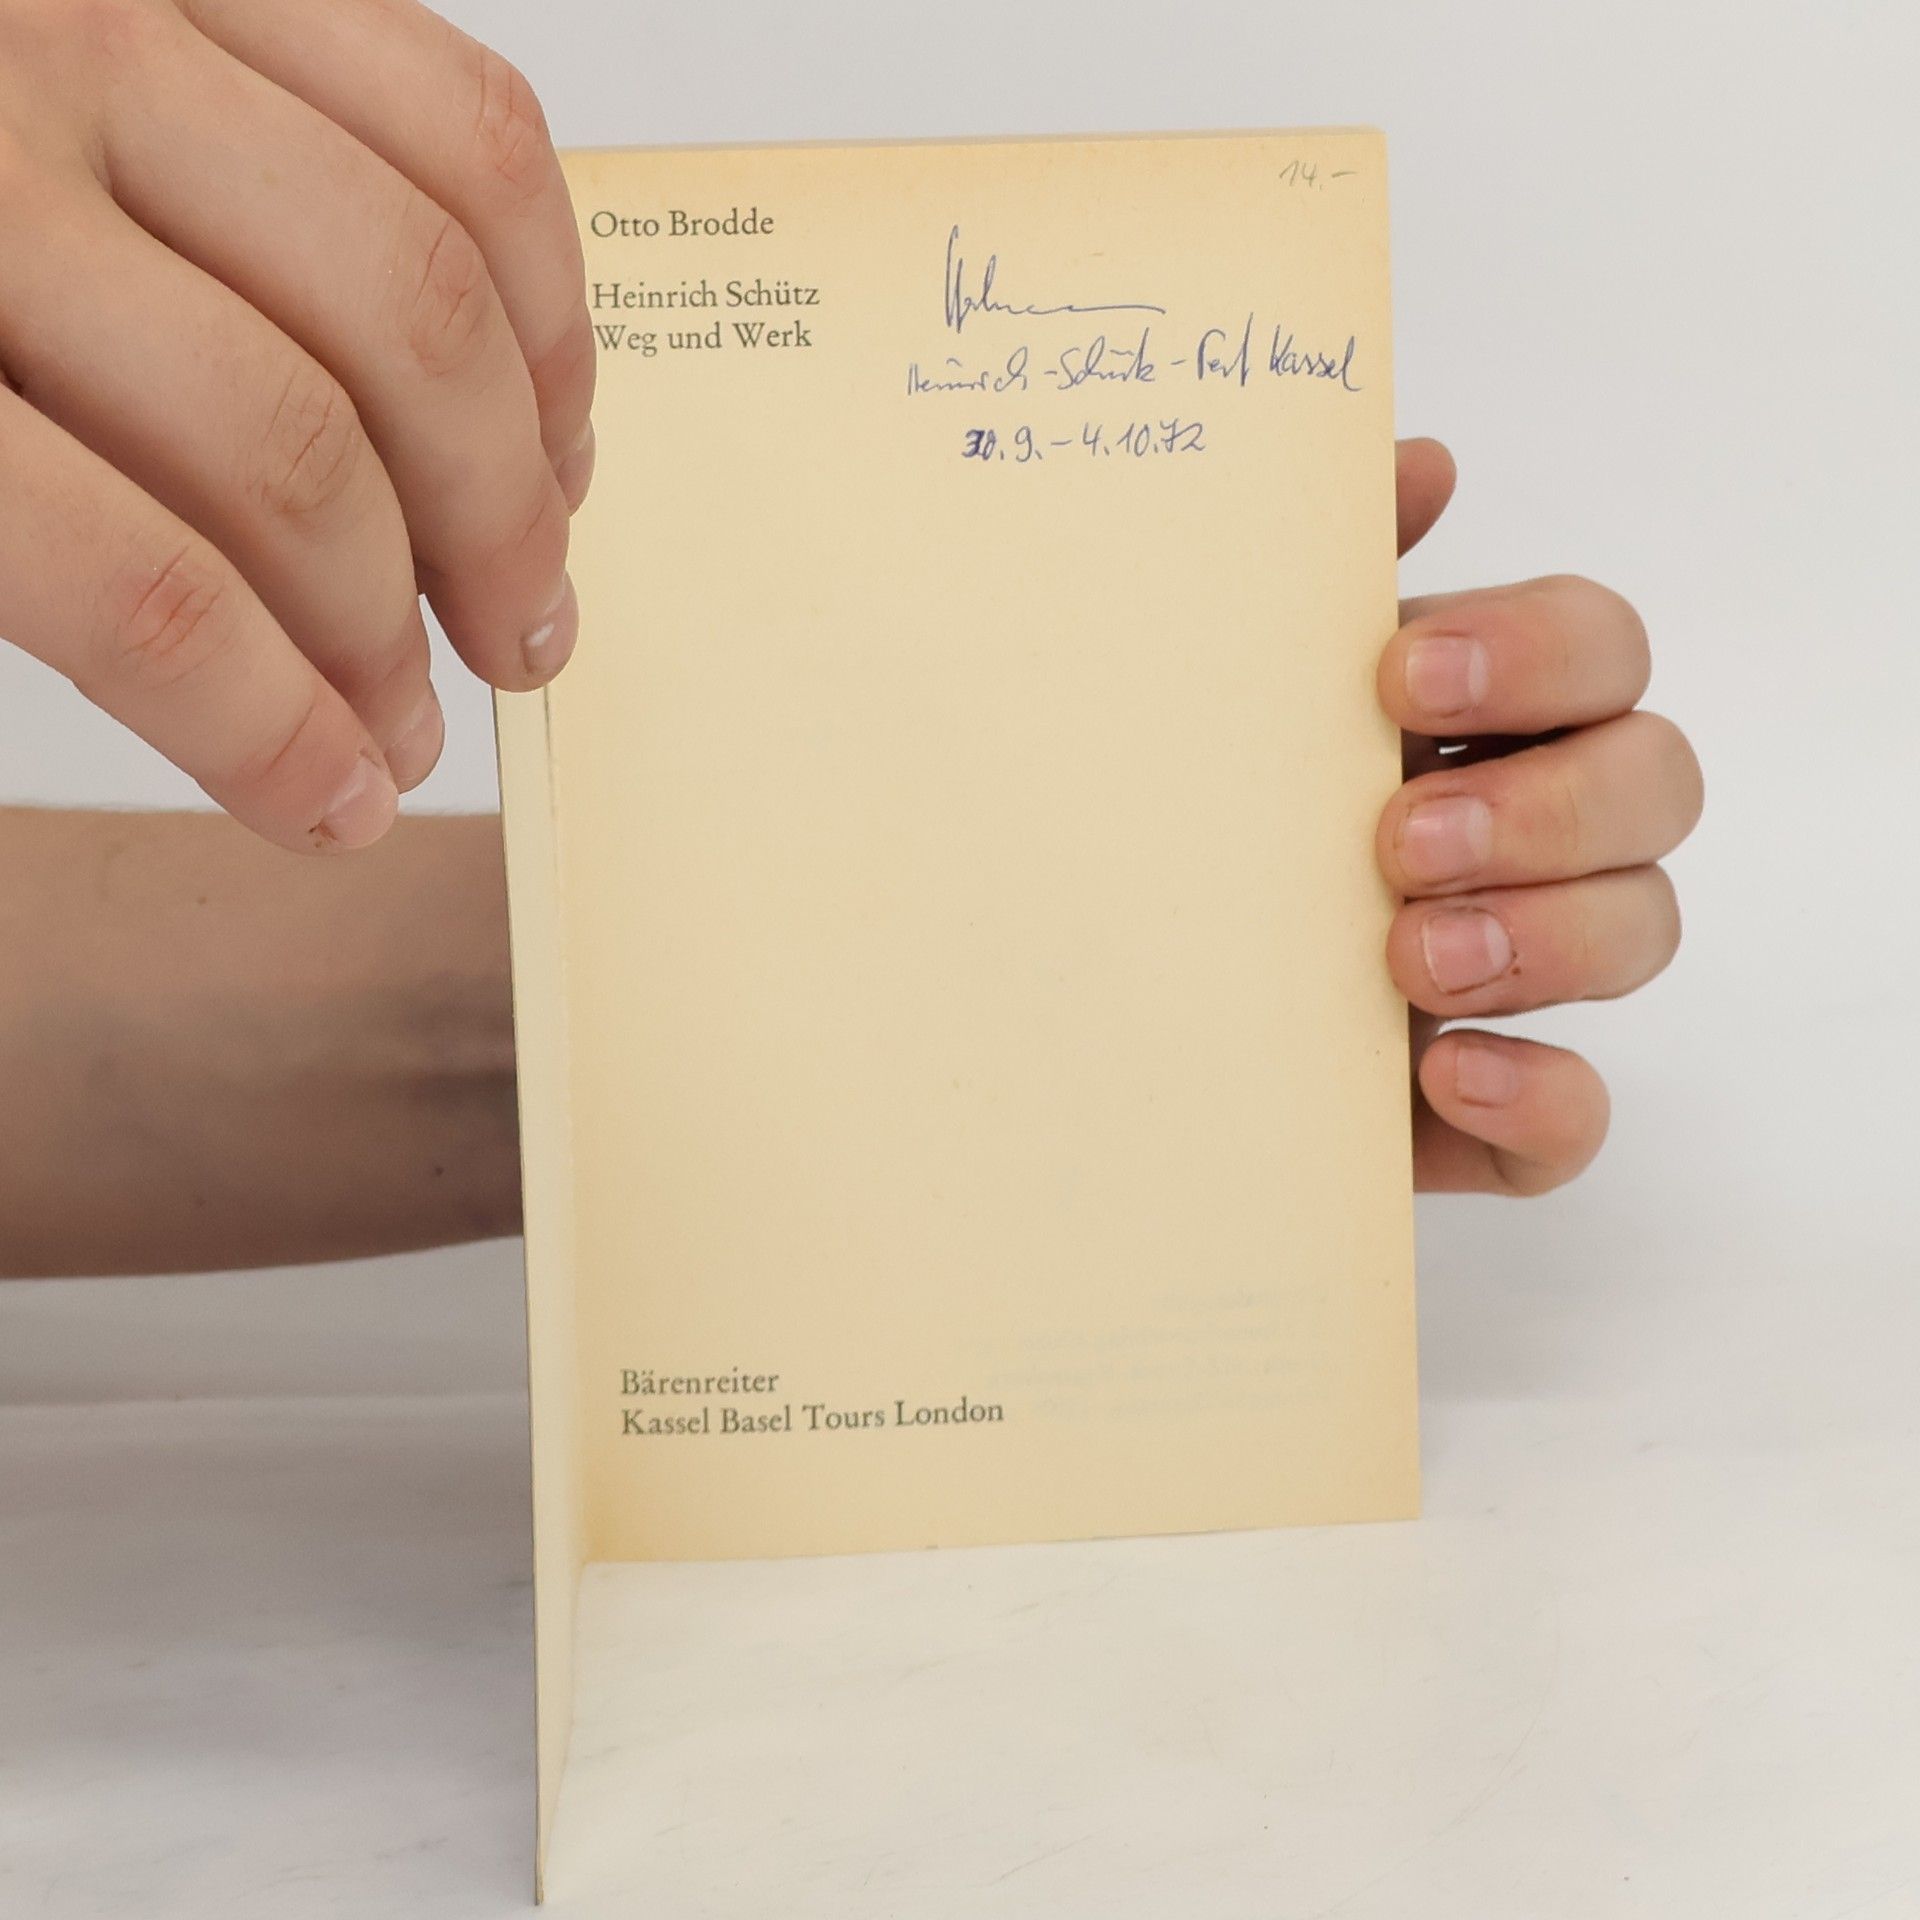 14.-
Otto Brodde
Heinrich Schütz
Weg und Werk
Heinrich-Schütz-Fest Kassel
30.9.-4.10.72
Bärenreiter
Kassel Basel Tours London